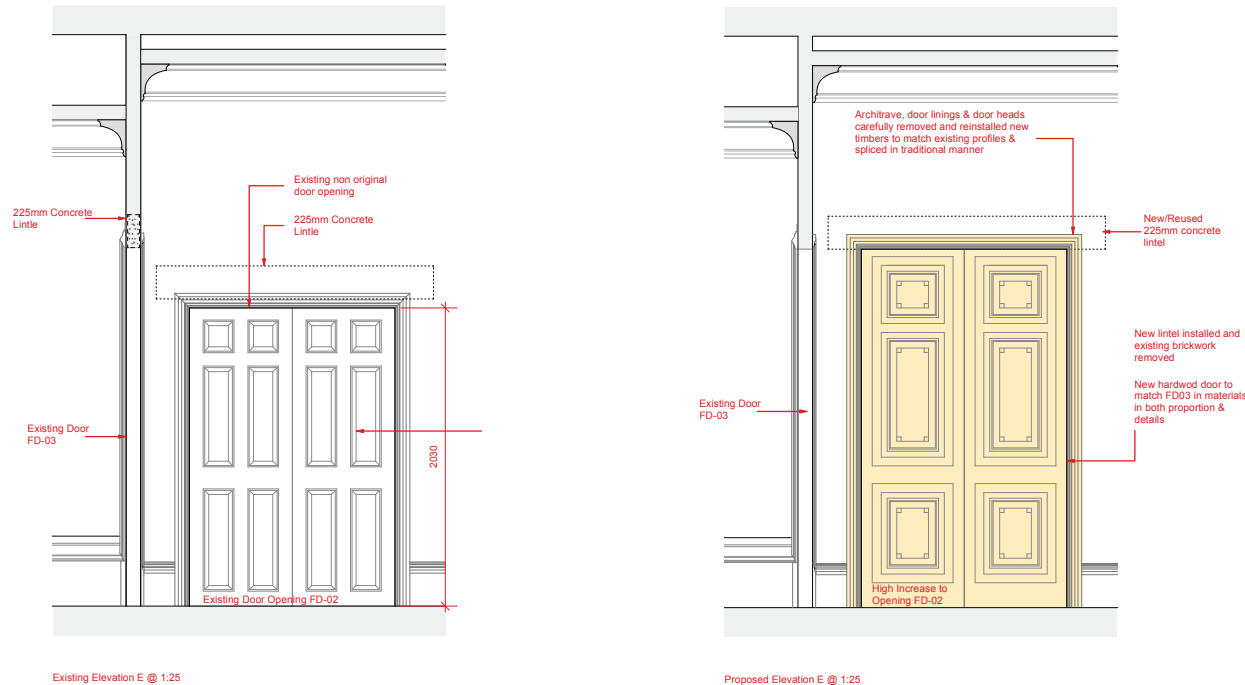 Existing non original
door opening
225mm Concrete
Lintle
225mm Concrete
Lintle
Existing Door
FD-03
2030
Existing Door Opening FD-02
Existing Elevation E @ 1:25
Architrave, door linings & door heads
carefully removed and reinstalled new
timbers to match existing profiles &
spliced in traditional manner
New/Reused
225mm concrete
lintel
New lintel installed and
existing brickwork
removed
New hardwod door to
match FD03 in materials
in both proportion &
details
Existing Door
FD-03
High Increase to
Opening FD-02
Proposed Elevation E @ 1:25